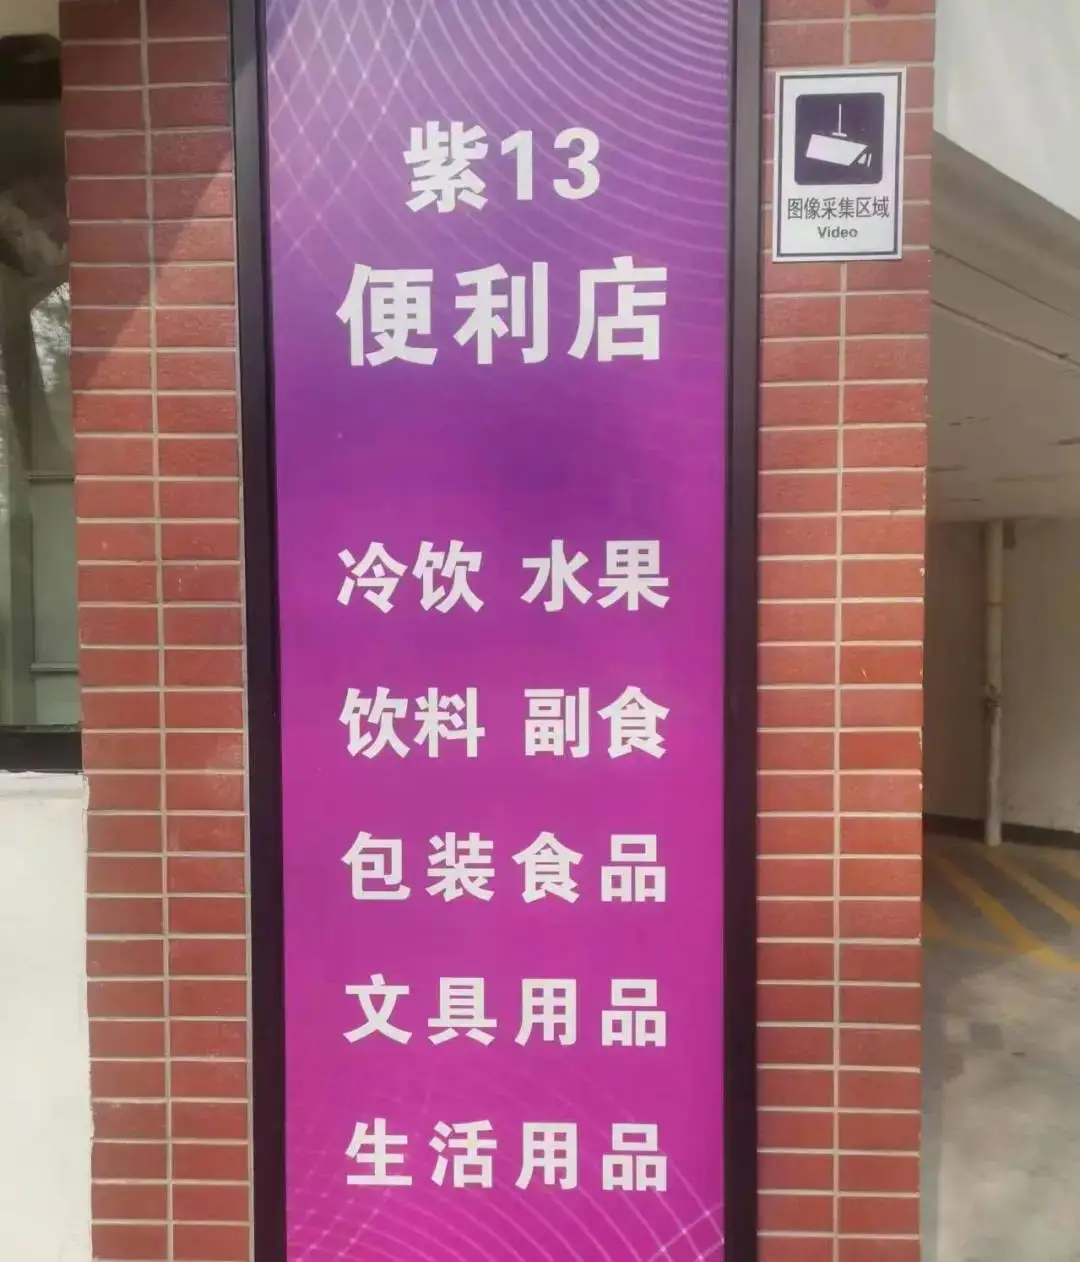 紫13
便利店
冷饮 水果
饮料 副食
包装食品
文具用品
生活用品
图像采集区域
Video